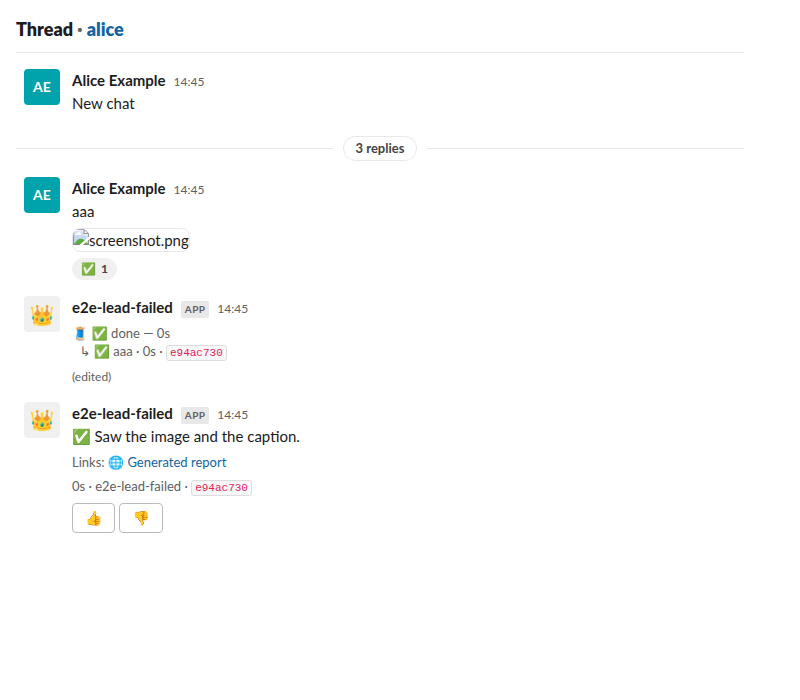 Thread • alice
AE
Alice Example 14:45
New chat
3 replies
AE
Alice Example 14:45
aaa
screenshot.png
✅ 1
e2e-lead-failed APP 14:45
🧵 ✅ done — 0s
↳ ✅ aaa · 0s · e94ac730
(edited)
e2e-lead-failed APP 14:45
✅ Saw the image and the caption.
Links: 🌐 Generated report
0s · e2e-lead-failed · e94ac730
👍 👎